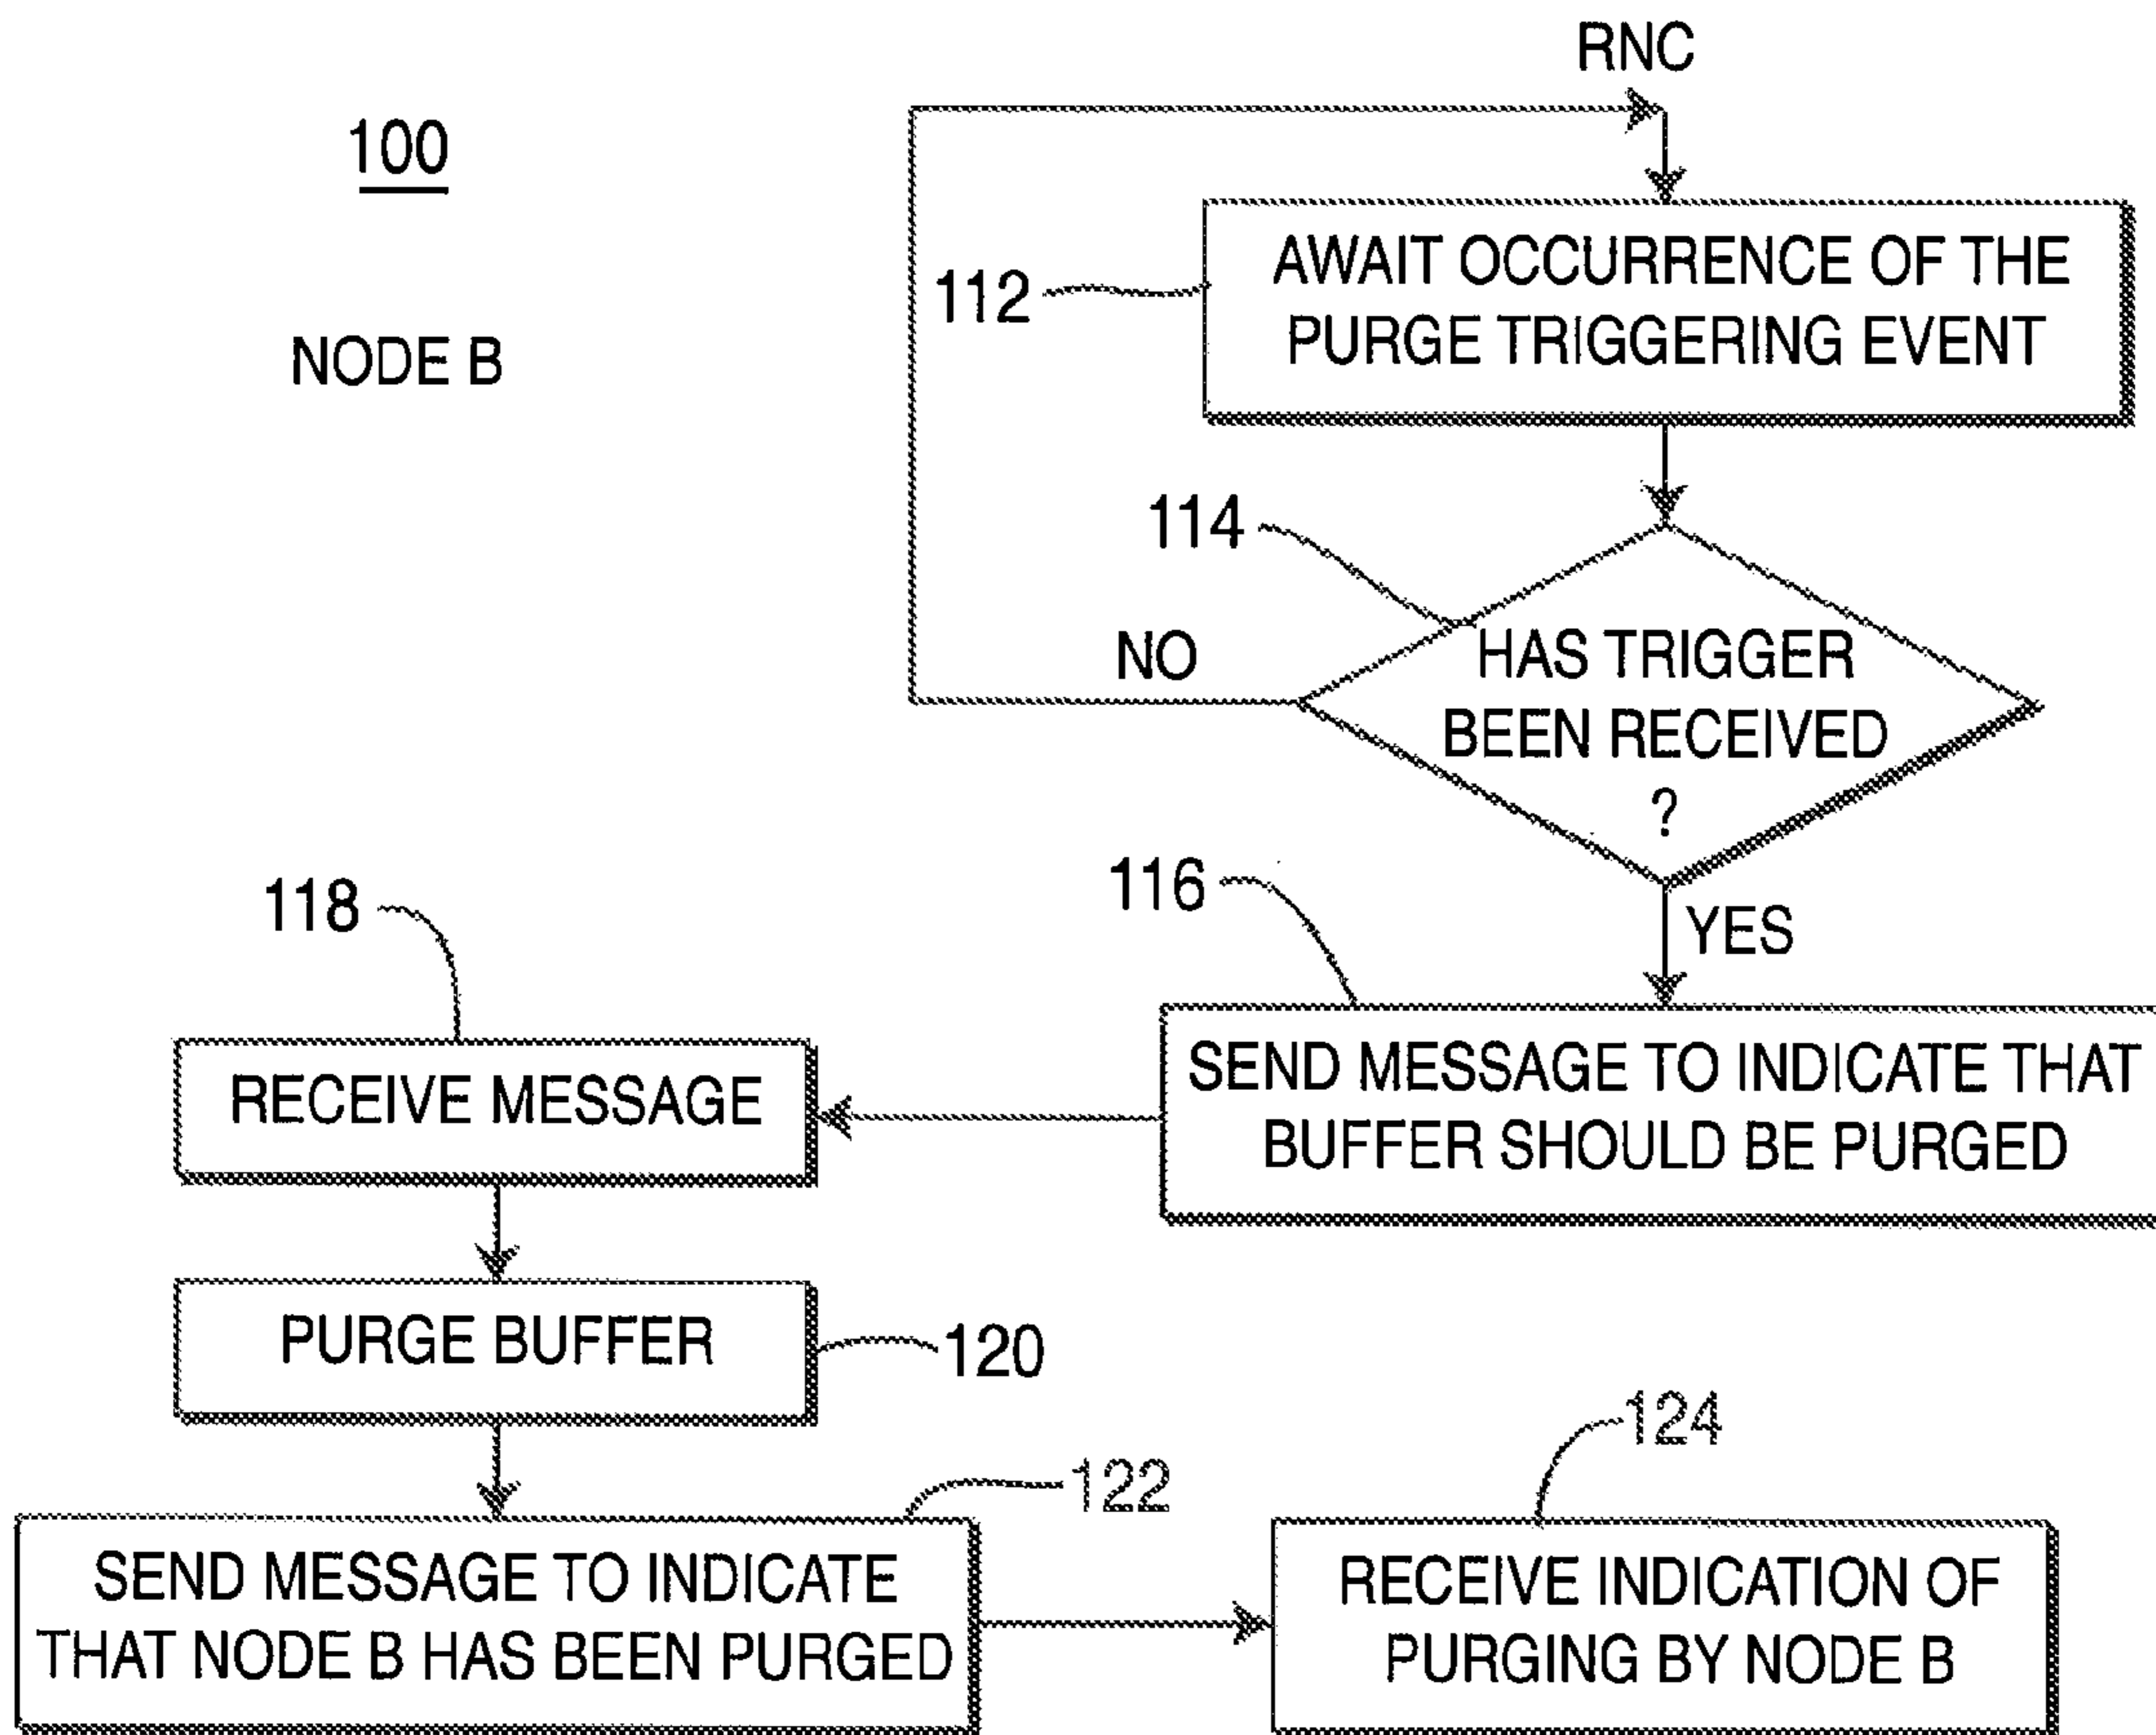 RNC
100
NODE B
112
AWAIT OCCURRENCE OF THE
PURGE TRIGGERING EVENT
114
NO
HAS TRIGGER
BEEN RECEIVED
?
YES
116
SEND MESSAGE TO INDICATE THAT
BUFFER SHOULD BE PURGED
118
RECEIVE MESSAGE
PURGE BUFFER
120
122
SEND MESSAGE TO INDICATE
THAT NODE B HAS BEEN PURGED
124
RECEIVE INDICATION OF
PURGING BY NODE B